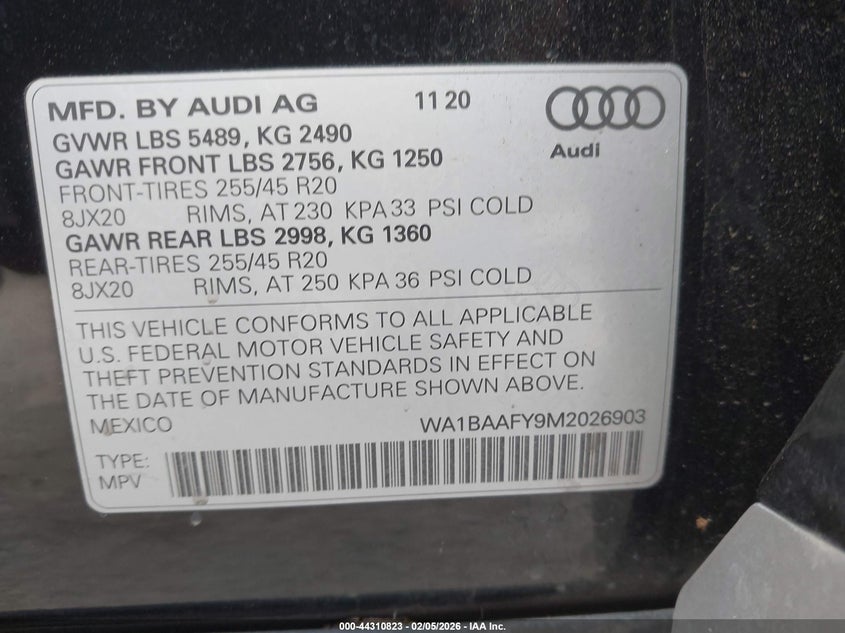 MFD. BY AUDI AG 11 20
Audi
GVWR LBS 5489, KG 2490
GAWR FRONT LBS 2756, KG 1250
FRONT-TIRES 255/45 R20
8JX20 RIMS, AT 230 KPA 33 PSI COLD
GAWR REAR LBS 2998, KG 1360
REAR-TIRES 255/45 R20
8JX20 RIMS, AT 250 KPA 36 PSI COLD
THIS VEHICLE CONFORMS TO ALL APPLICABLE
U.S. FEDERAL MOTOR VEHICLE SAFETY AND
THEFT PREVENTION STANDARDS IN EFFECT ON
THE DATE OF MANUFACTURE SHOWN ABOVE.
MEXICO WA1BAAFY9M2026903
TYPE:
MPV
000-44310823 - 02/05/2026 - IAA Inc.